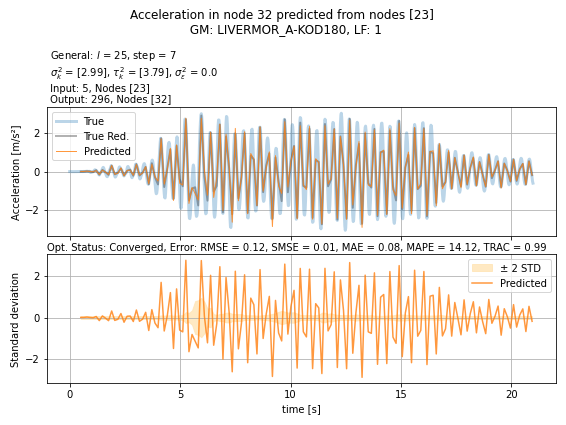 Acceleration in node 32 predicted from nodes [23]
GM: LIVERMOR_A-KOD180, LF: 1
General: l = 25, step = 7
σ²ₖ = [2.99], τ²ₖ = [3.79], σ²ε = 0.0
Input: 5, Nodes [23]
Output: 296, Nodes [32]
True
True Red.
Predicted
Acceleration [m/s²]
2
0
−2
Opt. Status: Converged, Error: RMSE = 0.12, SMSE = 0.01, MAE = 0.08, MAPE = 14.12, TRAC = 0.99
± 2 STD
Predicted
Standard deviation
2
0
−2
0 5 10 15 20
time [s]